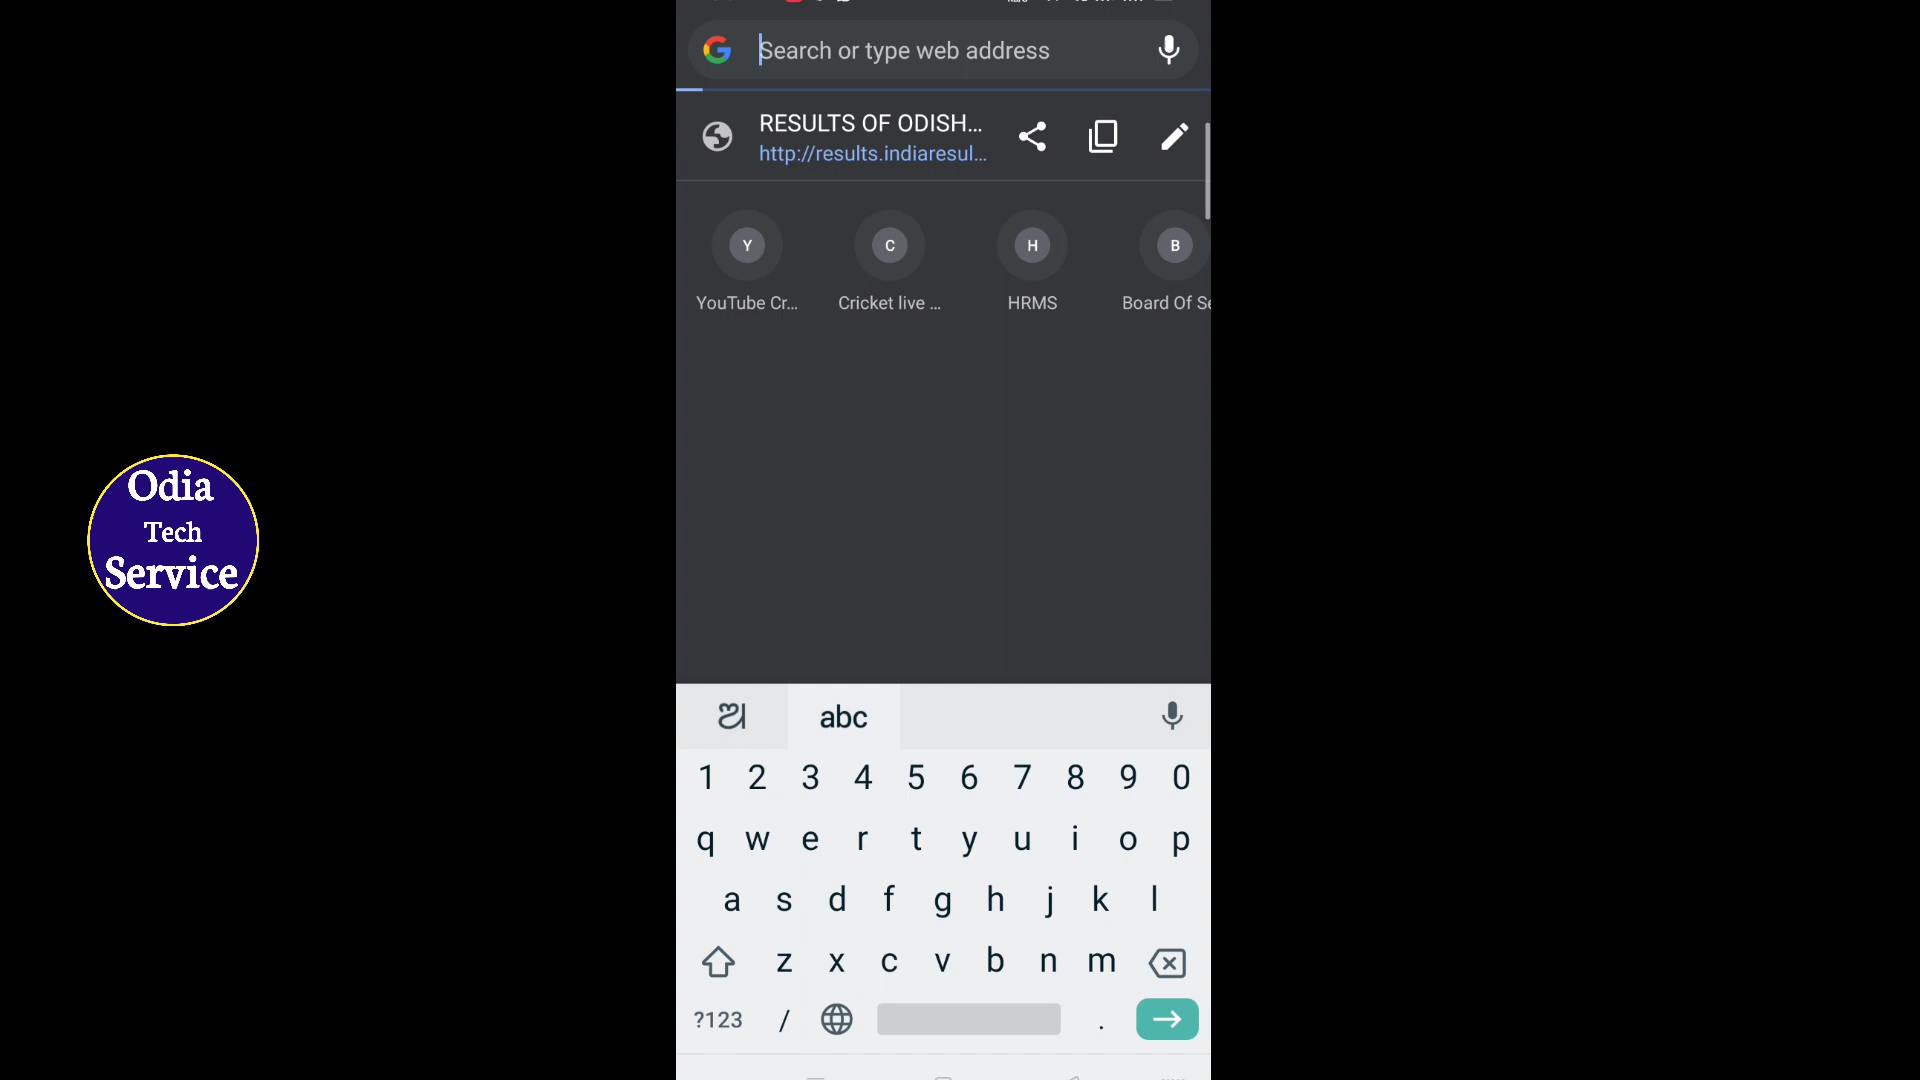 Search or type web address
RESULTS OF ODISH...
http://results.indiaresul...
Y
C
H
B
YouTube Cr...
Cricket live ...
HRMS
Board Of Se
Odia
Tech
Service
ଅ abc
1 2 3 4 5 6 7 8 9 0
q w e r t y u i o p
a s d f g h j k l
z x c v b n m
?123 / .